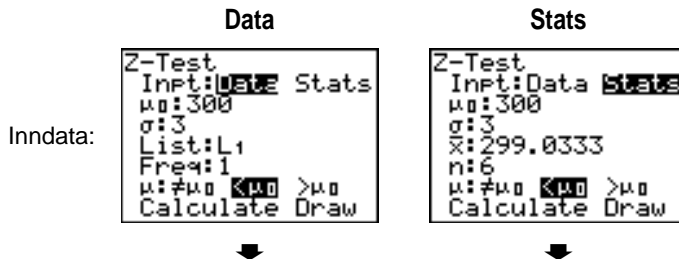 Data
Z-Test
Inpt:Data Stats
μ₀:300
σ:3
List:L₁
Freq:1
μ:≠μ₀ <μ₀ >μ₀
Calculate Draw
Stats
Z-Test
Inpt:Data Stats
μ₀:300
σ:3
x̄:299.0333
n:6
μ:≠μ₀ <μ₀ >μ₀
Calculate Draw
Inndata: